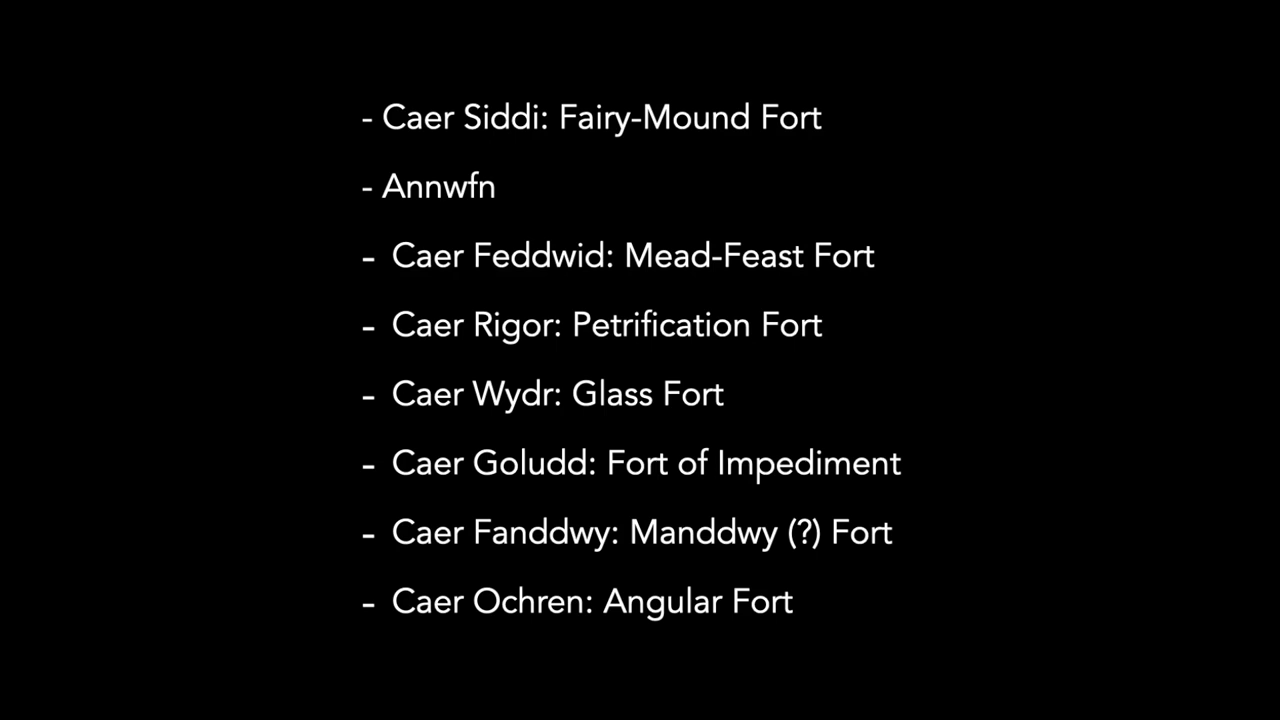 - Caer Siddi: Fairy-Mound Fort
- Annwfn
- Caer Feddwid: Mead-Feast Fort
- Caer Rigor: Petrification Fort
- Caer Wydr: Glass Fort
- Caer Goludd: Fort of Impediment
- Caer Fanddwy: Manddwy (?) Fort
- Caer Ochren: Angular Fort